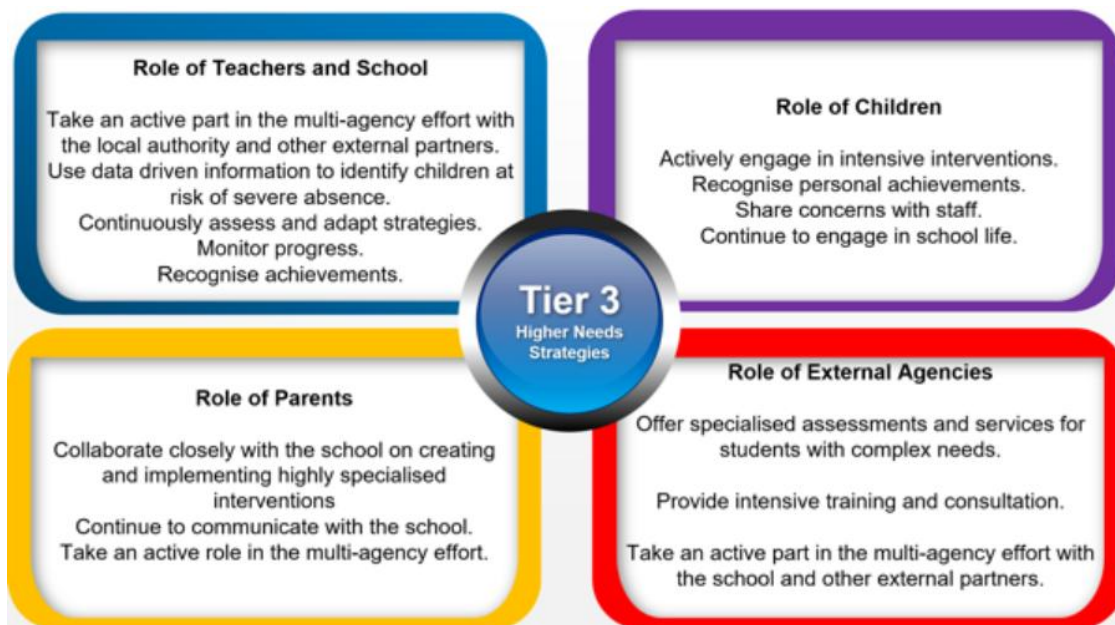 Role of Teachers and School
Take an active part in the multi-agency effort with
the local authority and other external partners.
Use data driven information to identify children at
risk of severe absence.
Continuously assess and adapt strategies.
Monitor progress.
Recognise achievements.
Role of Children
Actively engage in intensive interventions.
Recognise personal achievements.
Share concerns with staff.
Continue to engage in school life.
Tier 3
Higher Needs
Strategies
Role of Parents
Collaborate closely with the school on creating
and implementing highly specialised
interventions
Continue to communicate with the school.
Take an active role in the multi-agency effort.
Role of External Agencies
Offer specialised assessments and services for
students with complex needs.
Provide intensive training and consultation.
Take an active part in the multi-agency effort with
the school and other external partners.